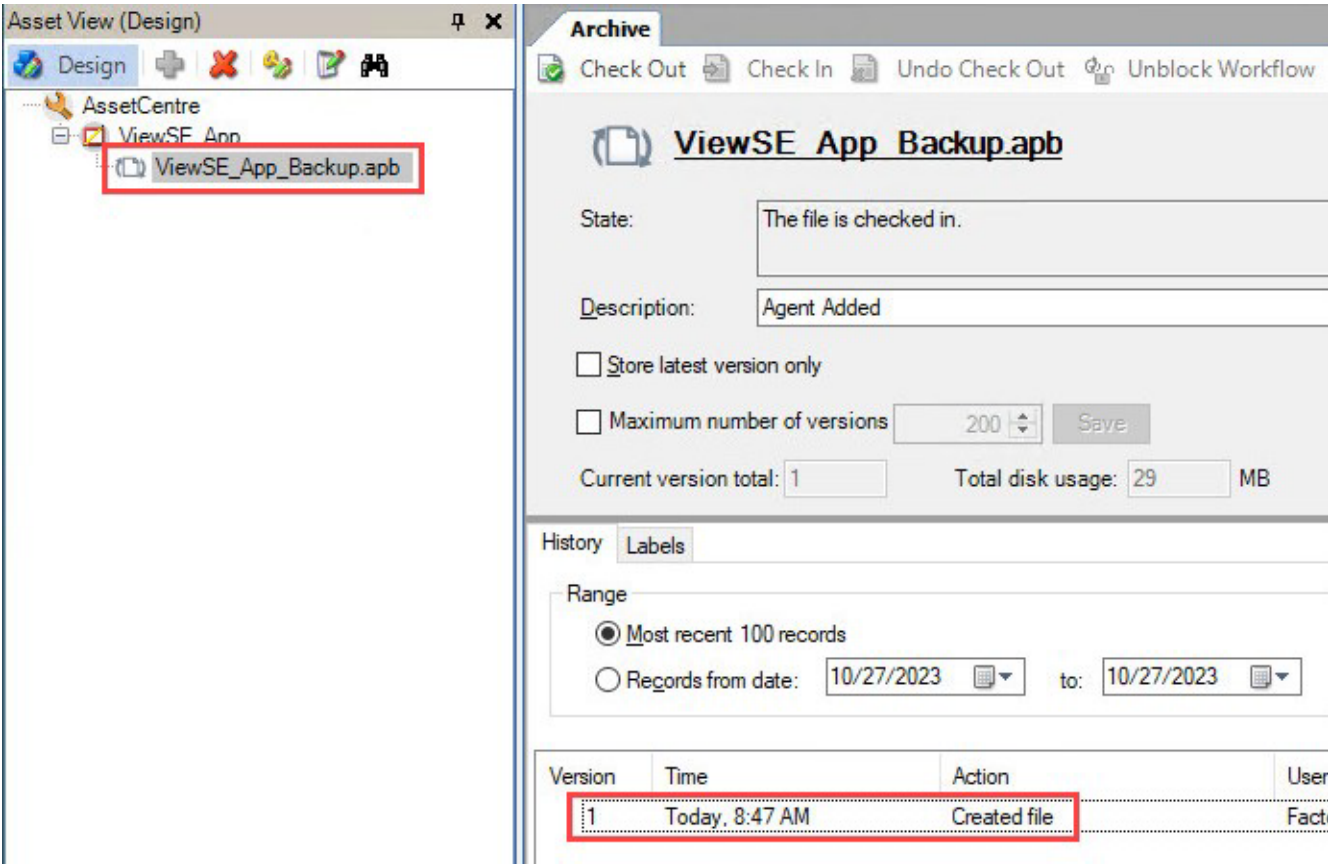 Asset View (Design)
Design
AssetCentre
ViewSE_App
ViewSE_App_Backup.apb
Archive
Check Out Check In Undo Check Out Unblock Workflow
ViewSE_App_Backup.apb
State: The file is checked in.
Description: Agent Added
Store latest version only
Maximum number of versions 200 Save
Current version total: 1 Total disk usage: 29 MB
History Labels
Range
Most recent 100 records
Records from date: 10/27/2023 to: 10/27/2023
Version Time Action User
1 Today, 8:47 AM Created file